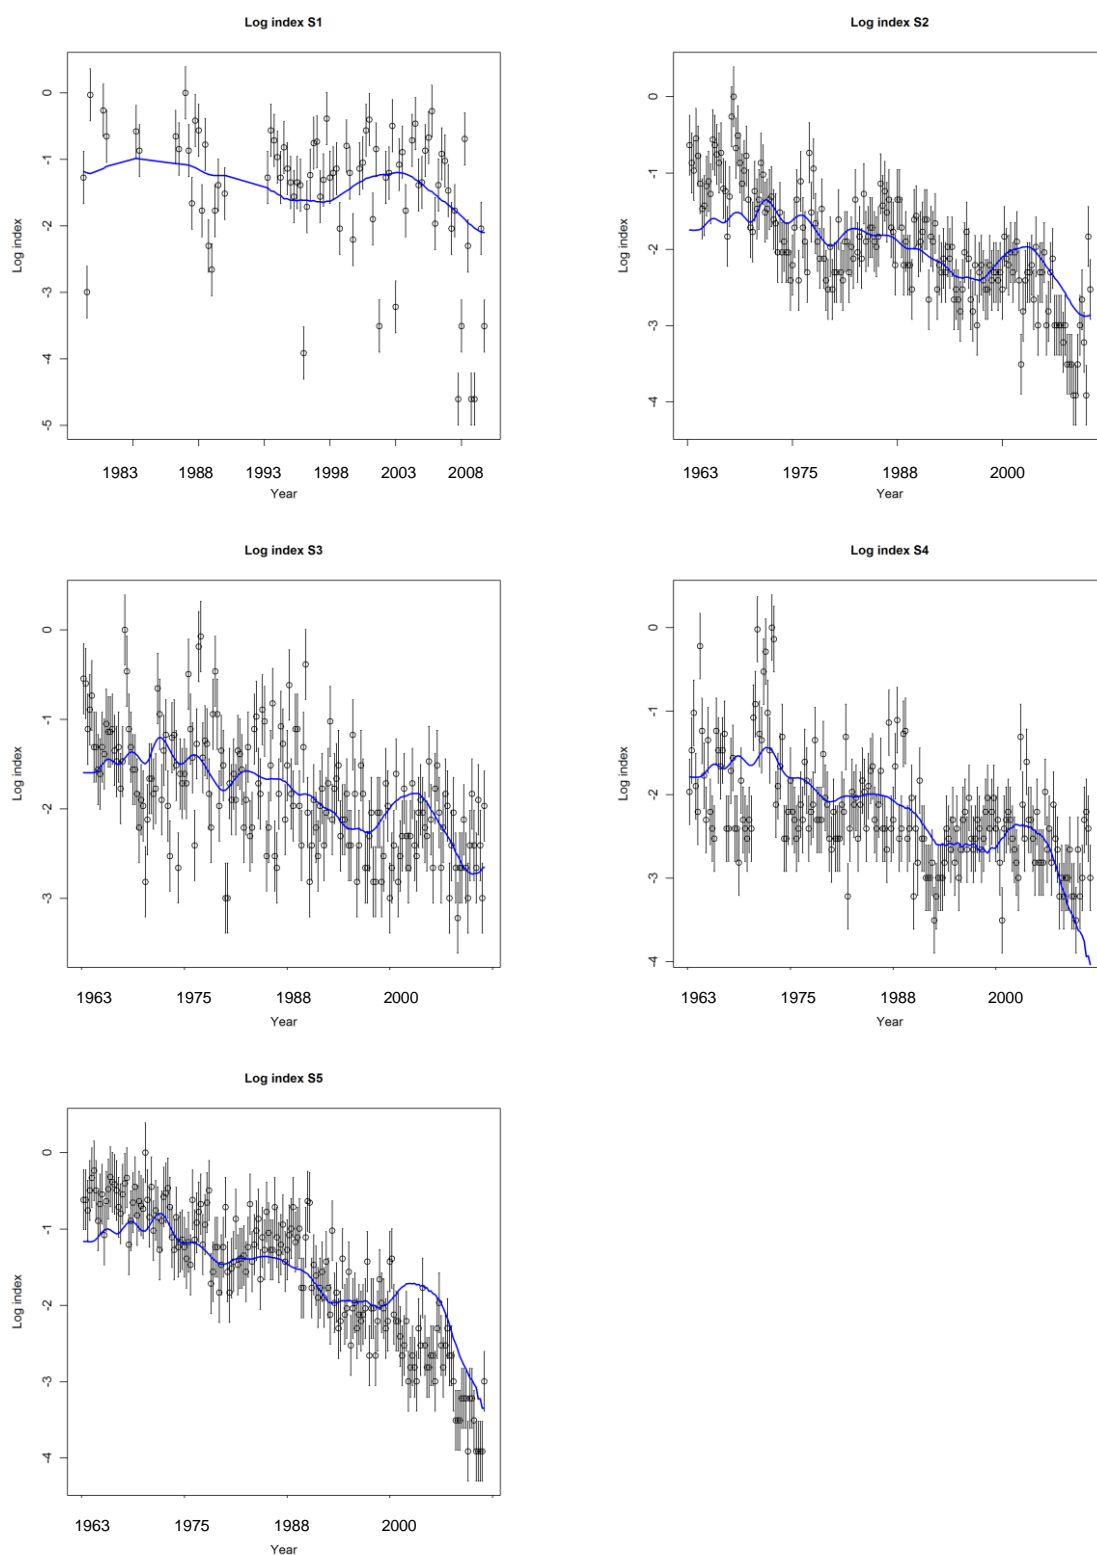 Log index S1
Log index
0
-1
-2
-3
-4
-5
1983 1988 1993 1998 2003 2008
Year
Log index S2
Log index
0
-1
-2
-3
-4
1963 1975 1988 2000
Year
Log index S3
Log index
0
-1
-2
-3
1963 1975 1988 2000
Year
Log index S4
Log index
0
-1
-2
-3
-4
1963 1975 1988 2000
Year
Log index S5
Log index
0
-1
-2
-3
-4
1963 1975 1988 2000
Year